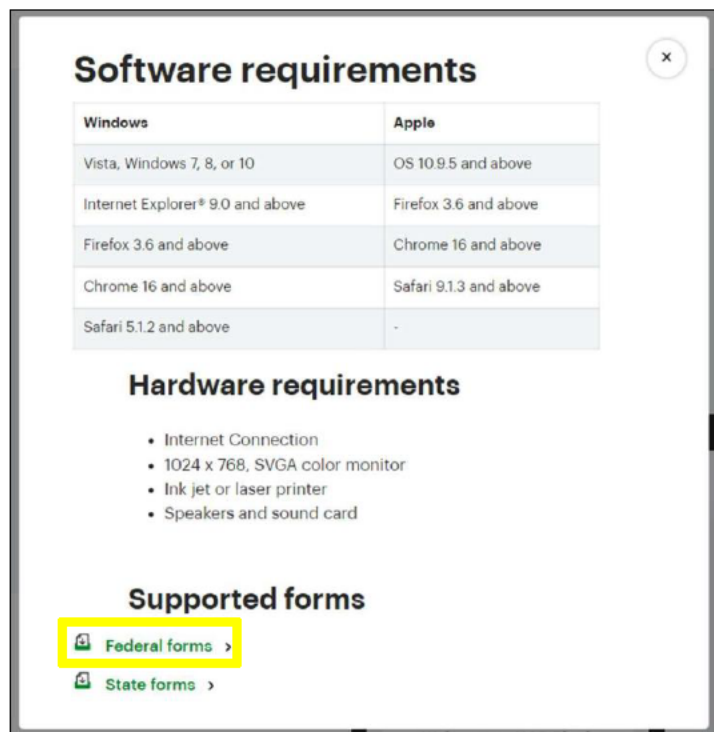 Software requirements
×
Windows Apple
Vista, Windows 7, 8, or 10 OS 10.9.5 and above
Internet Explorer® 9.0 and above Firefox 3.6 and above
Firefox 3.6 and above Chrome 16 and above
Chrome 16 and above Safari 9.1.3 and above
Safari 5.1.2 and above -
Hardware requirements
• Internet Connection
• 1024 x 768, SVGA color monitor
• Ink jet or laser printer
• Speakers and sound card
Supported forms
Federal forms >
State forms >